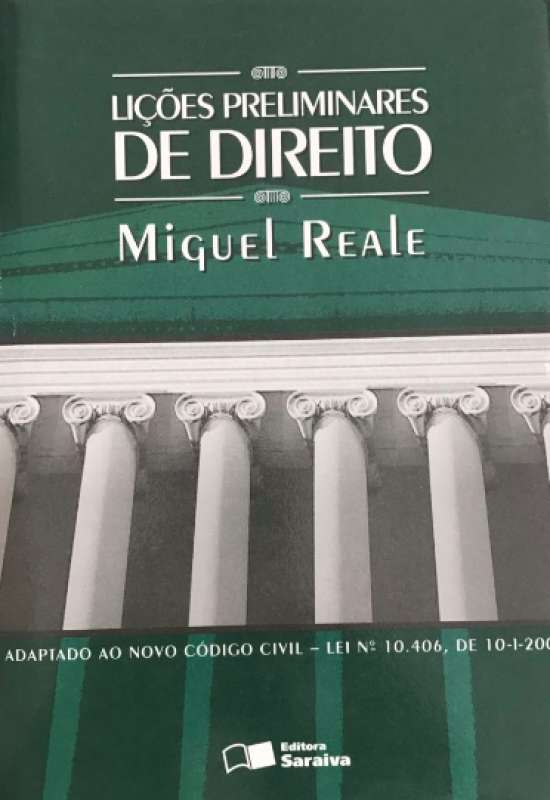 LIÇÕES PRELIMINARES
DE DIREITO
MIGUEL REALE
ADAPTADO AO NOVO CÓDIGO CIVIL – LEI Nº 10.406, DE 10-1-200
Editora
Saraiva